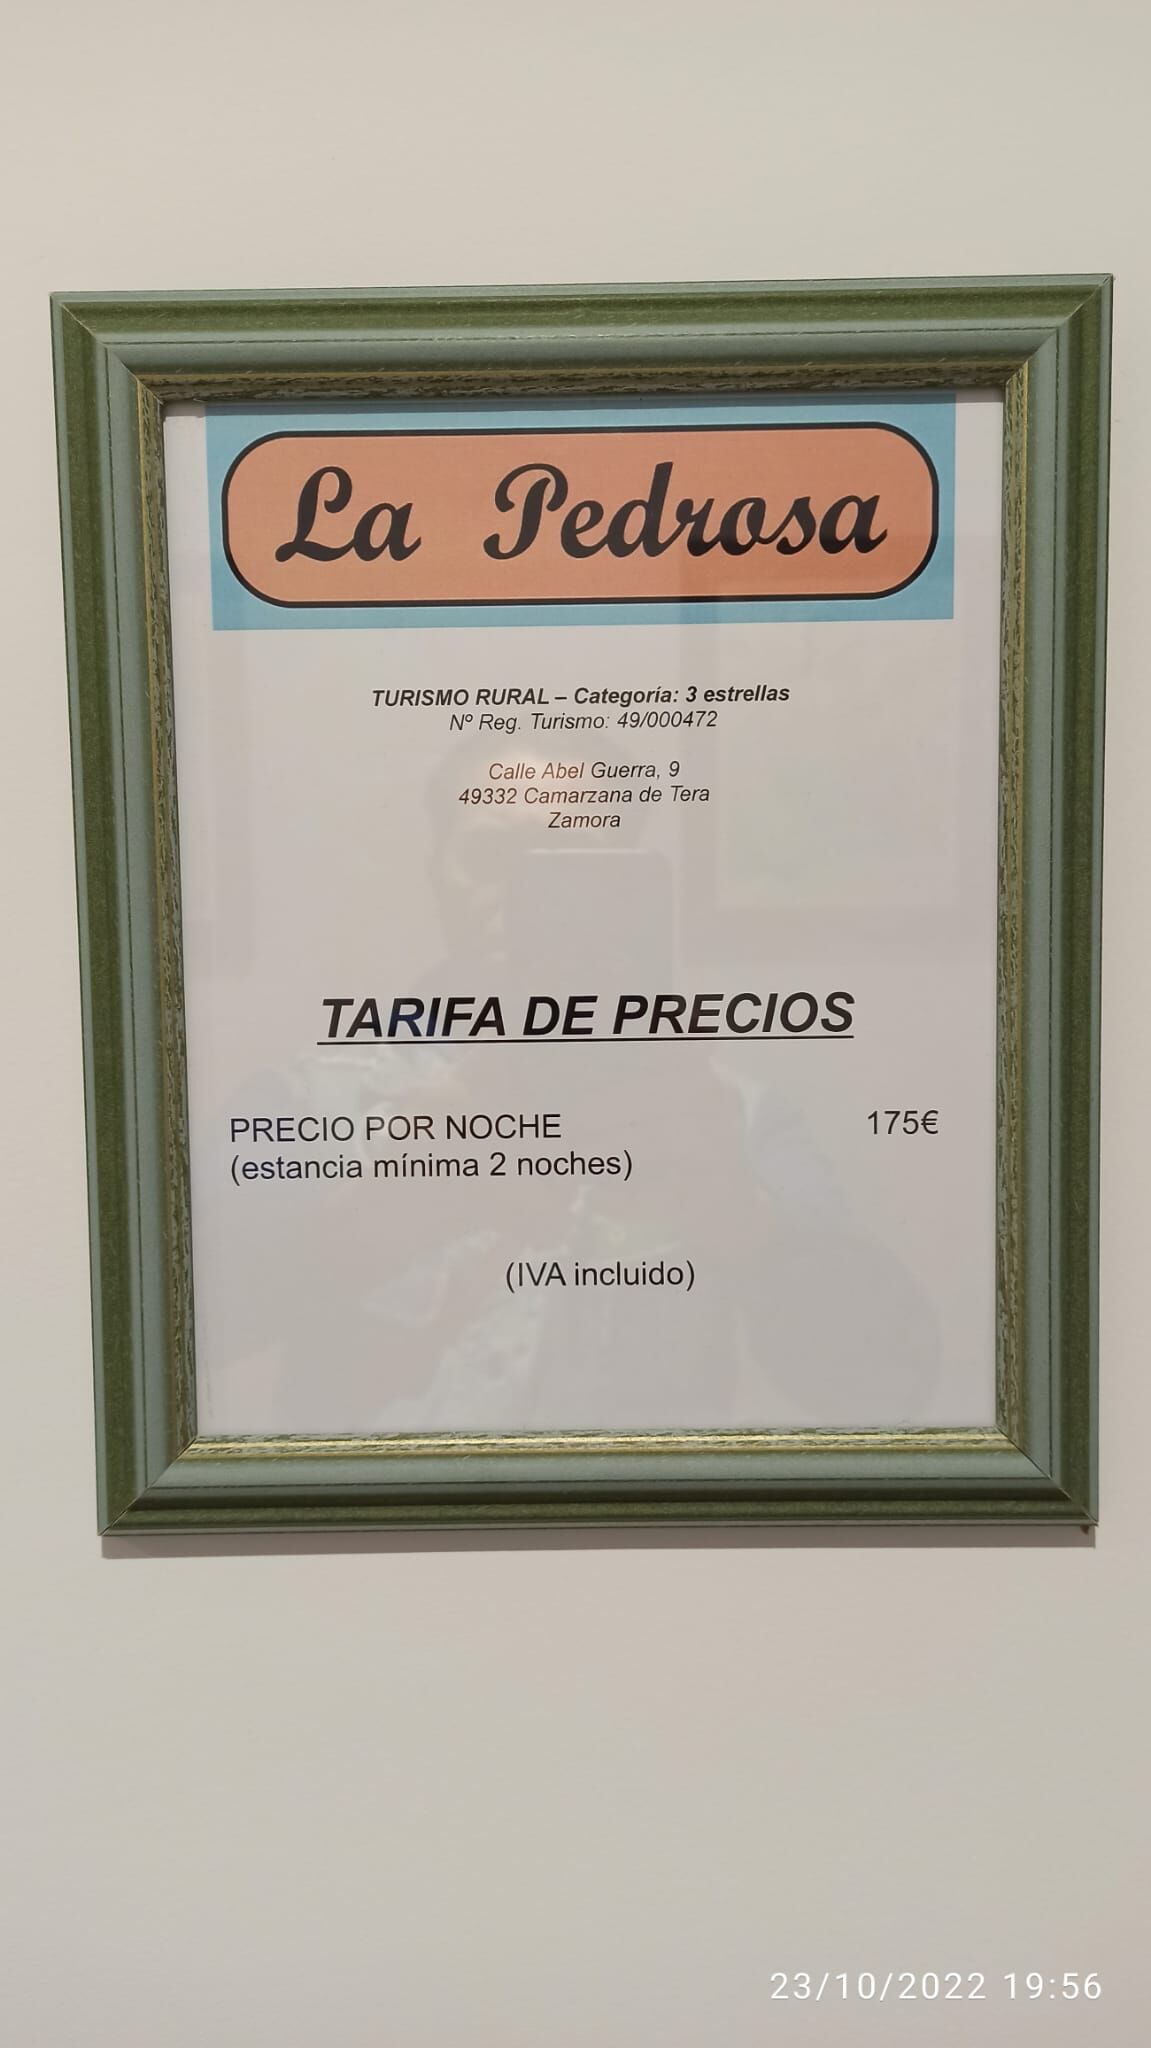 La Pedrosa
TURISMO RURAL – Categoría: 3 estrellas
Nº Reg. Turismo: 49/000472
Calle Abel Guerra, 9
49332 Camarzana de Tera
Zamora
TARIFA DE PRECIOS
PRECIO POR NOCHE 175€
(estancia mínima 2 noches)
(IVA incluido)
23/10/2022 19:56